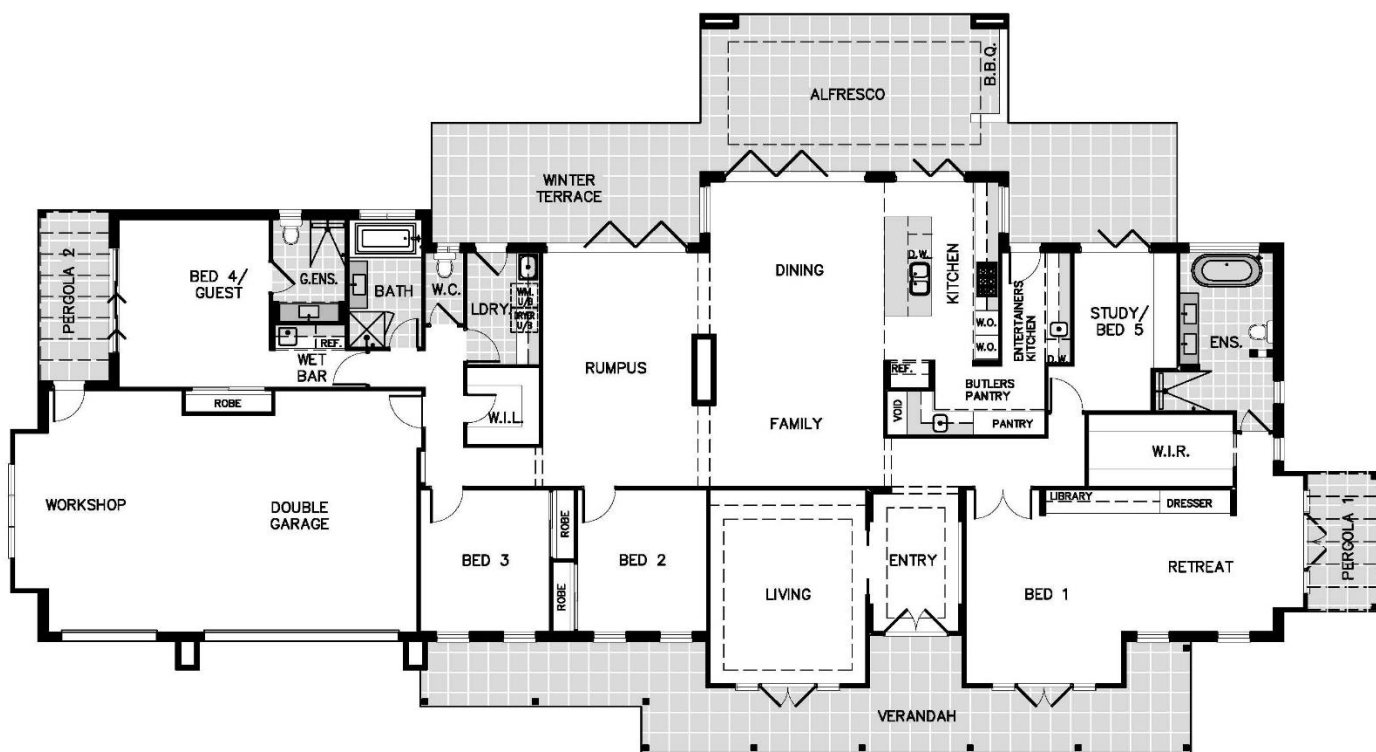 ALFRESCO
B.B.Q.
WINTER
TERRACE
PERGOLA 2
BED 4/
GUEST
G.ENS.
BATH
W.C.
LDRY.
W.M.
U/B
DRYER
U/B
REF.
WET
BAR
ROBE
W.I.L.
RUMPUS
DINING
FAMILY
D.W.
KITCHEN
W.O.
W.O.
ENTERTAINERS
KITCHEN
D.W.
REF.
BUTLERS
PANTRY
VOID
PANTRY
STUDY/
BED 5
ENS.
W.I.R.
LIBRARY
DRESSER
WORKSHOP
DOUBLE
GARAGE
BED 3
ROBE
ROBE
BED 2
LIVING
ENTRY
BED 1
RETREAT
PERGOLA 1
VERANDAH